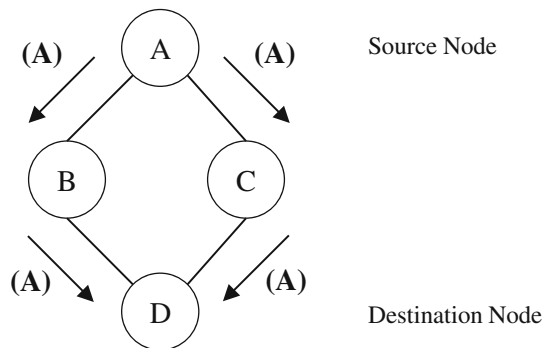 A
Source Node
(A)
(A)
B
C
(A)
(A)
D
Destination Node